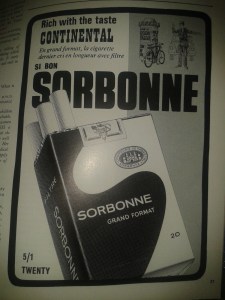 Rich with the taste
CONTINENTAL
En grand format, la cigarette
dernier cri en longueur avec filtre
SI BON
SORBONNE
SORBONNE
GRAND FORMAT
20
5/1
TWENTY